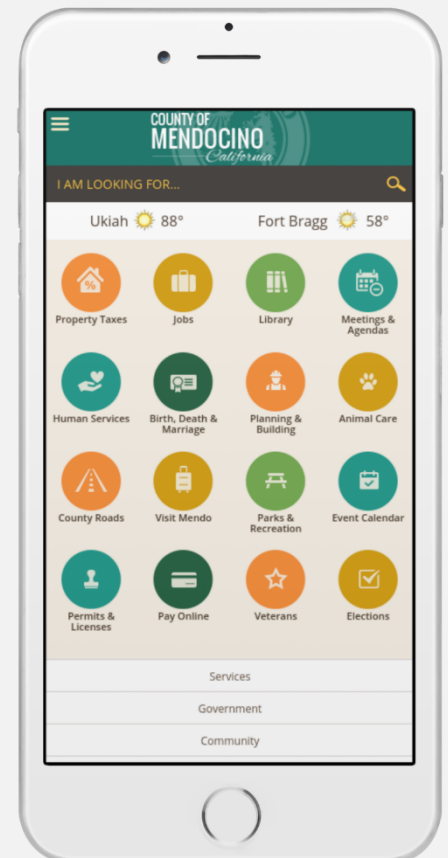 COUNTY OF
MENDOCINO
California
I AM LOOKING FOR...
Ukiah 88° Fort Bragg 58°
Property Taxes
Jobs
Library
Meetings &
Agendas
Human Services
Birth, Death &
Marriage
Planning &
Building
Animal Care
County Roads
Visit Mendo
Parks &
Recreation
Event Calendar
Permits &
Licenses
Pay Online
Veterans
Elections
Services
Government
Community